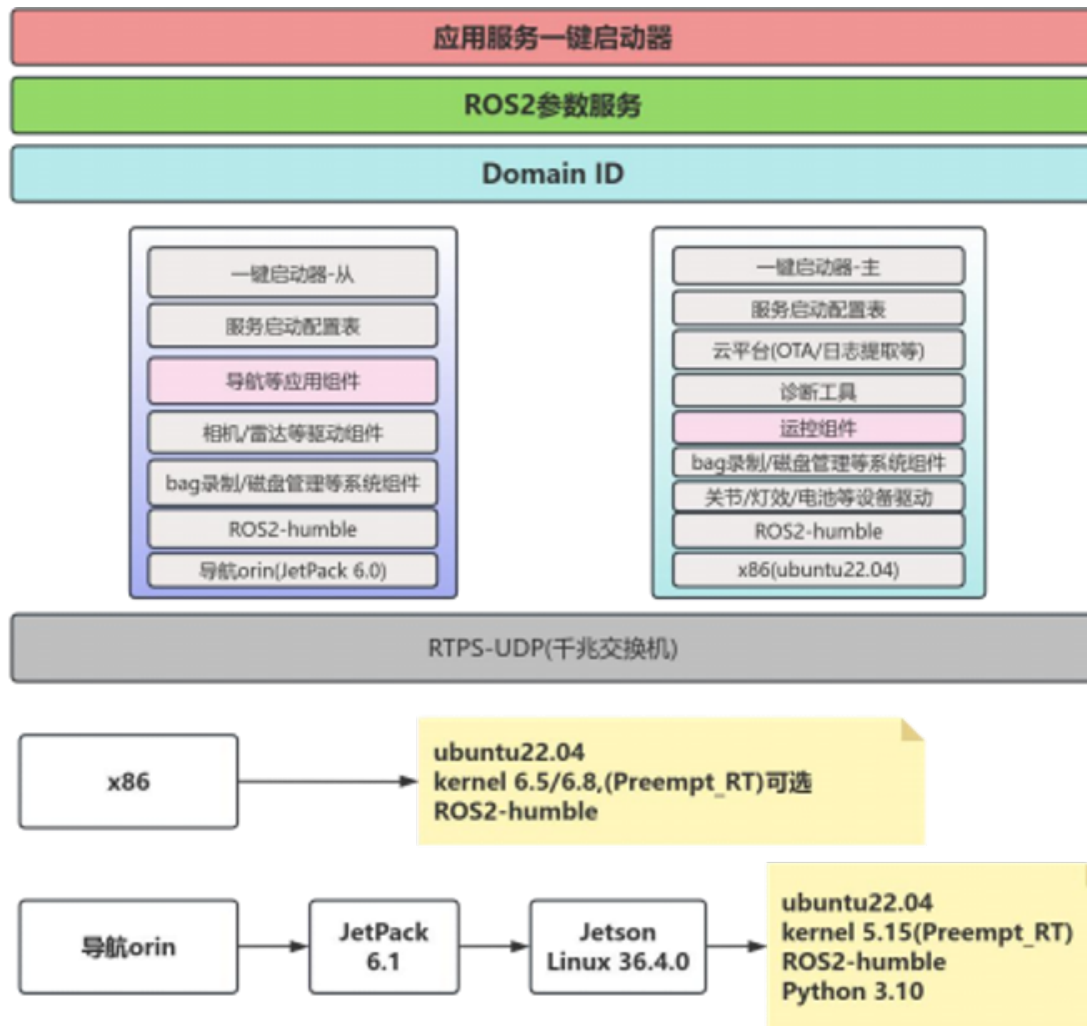 应用服务一键启动器
ROS2参数服务
Domain ID
一键启动器-从
服务启动配置表
导航等应用组件
相机/雷达等驱动组件
bag录制/磁盘管理等系统组件
ROS2-humble
导航orin(JetPack 6.0)
一键启动器-主
服务启动配置表
云平台(OTA/日志提取等)
诊断工具
运控组件
bag录制/磁盘管理等系统组件
关节/灯效/电池等设备驱动
ROS2-humble
x86(ubuntu22.04)
RTPS-UDP(千兆交换机)
x86
ubuntu22.04
kernel 6.5/6.8,(Preempt_RT)可选
ROS2-humble
导航orin
JetPack
6.1
Jetson
Linux 36.4.0
ubuntu22.04
kernel 5.15(Preempt_RT)
ROS2-humble
Python 3.10